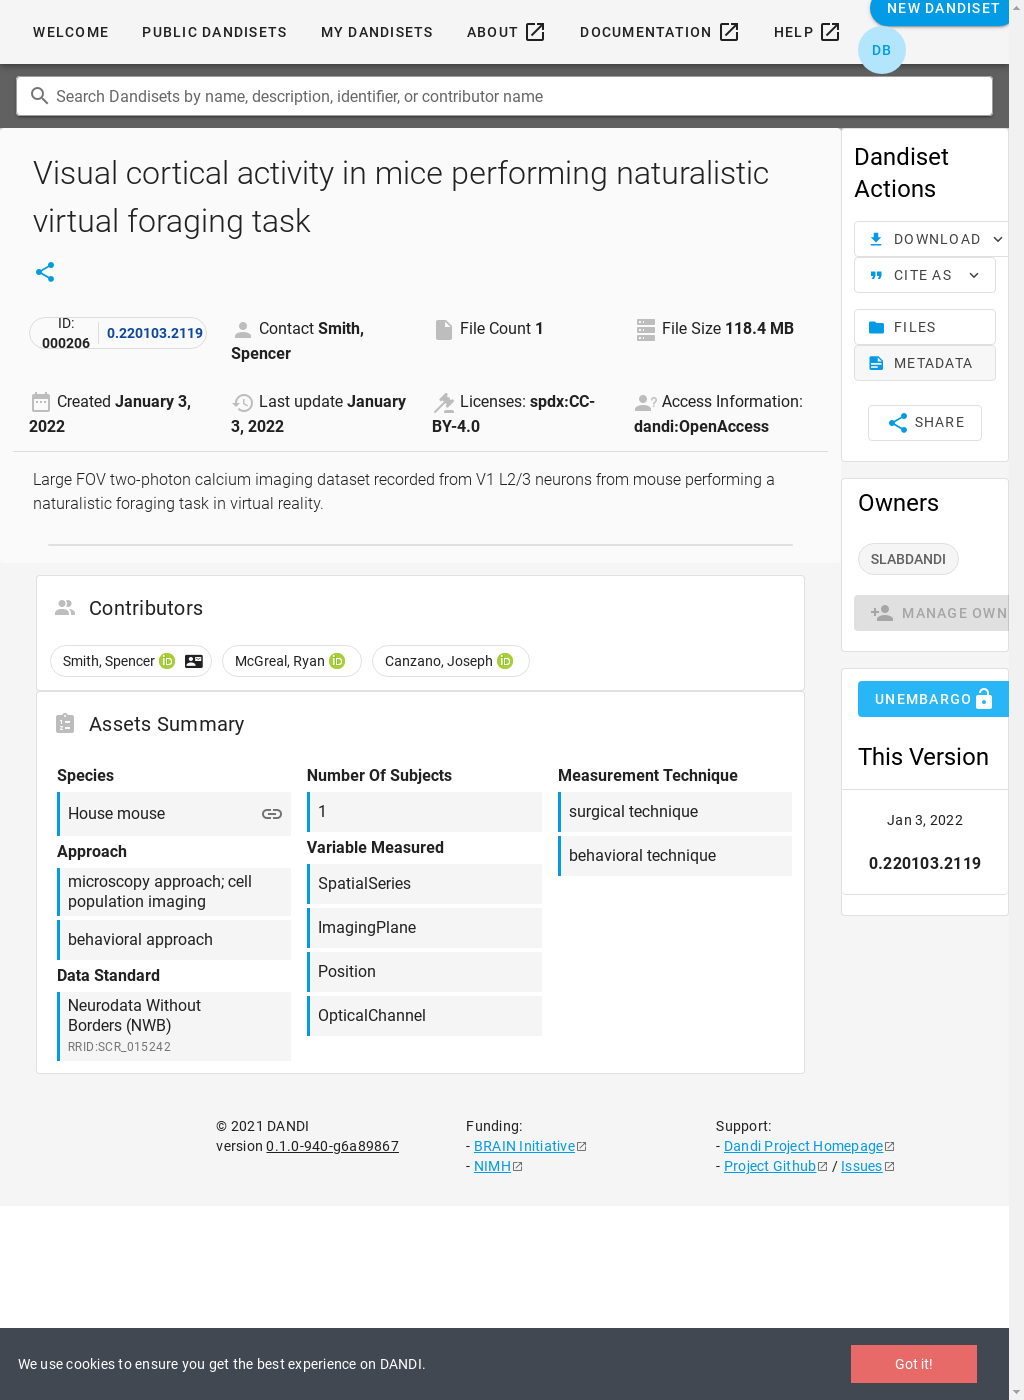 WELCOME PUBLIC DANDISETS MY DANDISETS ABOUT DOCUMENTATION HELP NEW DANDISET
DB
Search Dandisets by name, description, identifier, or contributor name
Visual cortical activity in mice performing naturalistic
virtual foraging task
ID:
000206
0.220103.2119
Contact Smith,
Spencer
File Count 1
File Size 118.4 MB
Created January 3,
2022
Last update January
3, 2022
Licenses: spdx:CC-
BY-4.0
Access Information:
dandi:OpenAccess
Large FOV two-photon calcium imaging dataset recorded from V1 L2/3 neurons from mouse performing a
naturalistic foraging task in virtual reality.
Contributors
Smith, Spencer iD McGreal, Ryan iD Canzano, Joseph iD
Assets Summary
Species
House mouse
Approach
microscopy approach; cell
population imaging
behavioral approach
Data Standard
Neurodata Without
Borders (NWB)
RRID:SCR_015242
Number Of Subjects
1
Variable Measured
SpatialSeries
ImagingPlane
Position
OpticalChannel
Measurement Technique
surgical technique
behavioral technique
Dandiset
Actions
DOWNLOAD
CITE AS
FILES
METADATA
SHARE
Owners
SLABDANDI
MANAGE OWN
UNEMBARGO
This Version
Jan 3, 2022
0.220103.2119
© 2021 DANDI
version 0.1.0-940-g6a89867
Funding:
- BRAIN Initiative
- NIMH
Support:
- Dandi Project Homepage
- Project Github / Issues
We use cookies to ensure you get the best experience on DANDI.
Got it!